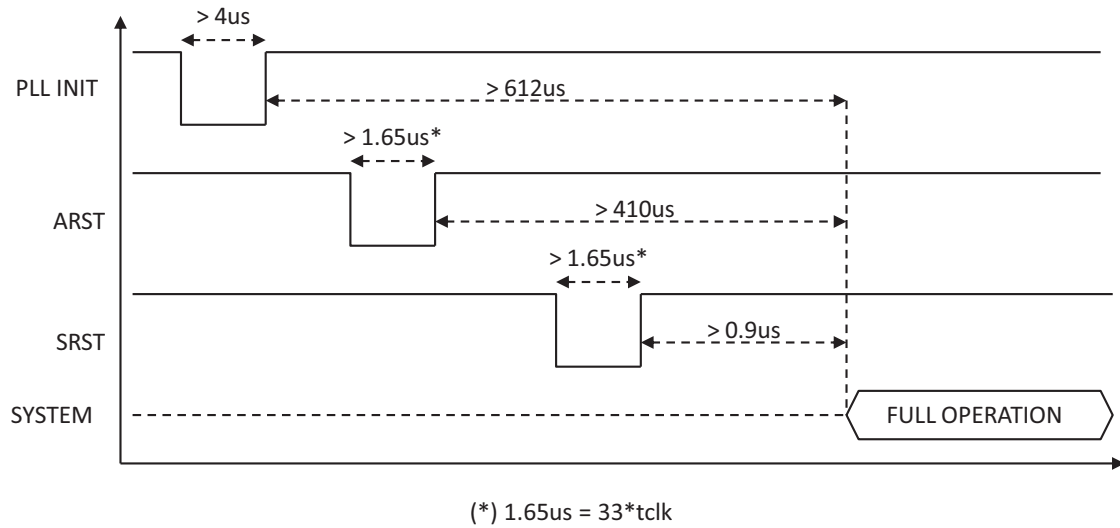 > 4us
PLL INIT
> 612us
> 1.65us*
ARST
> 410us
> 1.65us*
SRST
> 0.9us
SYSTEM
FULL OPERATION
(*) 1.65us = 33*tclk